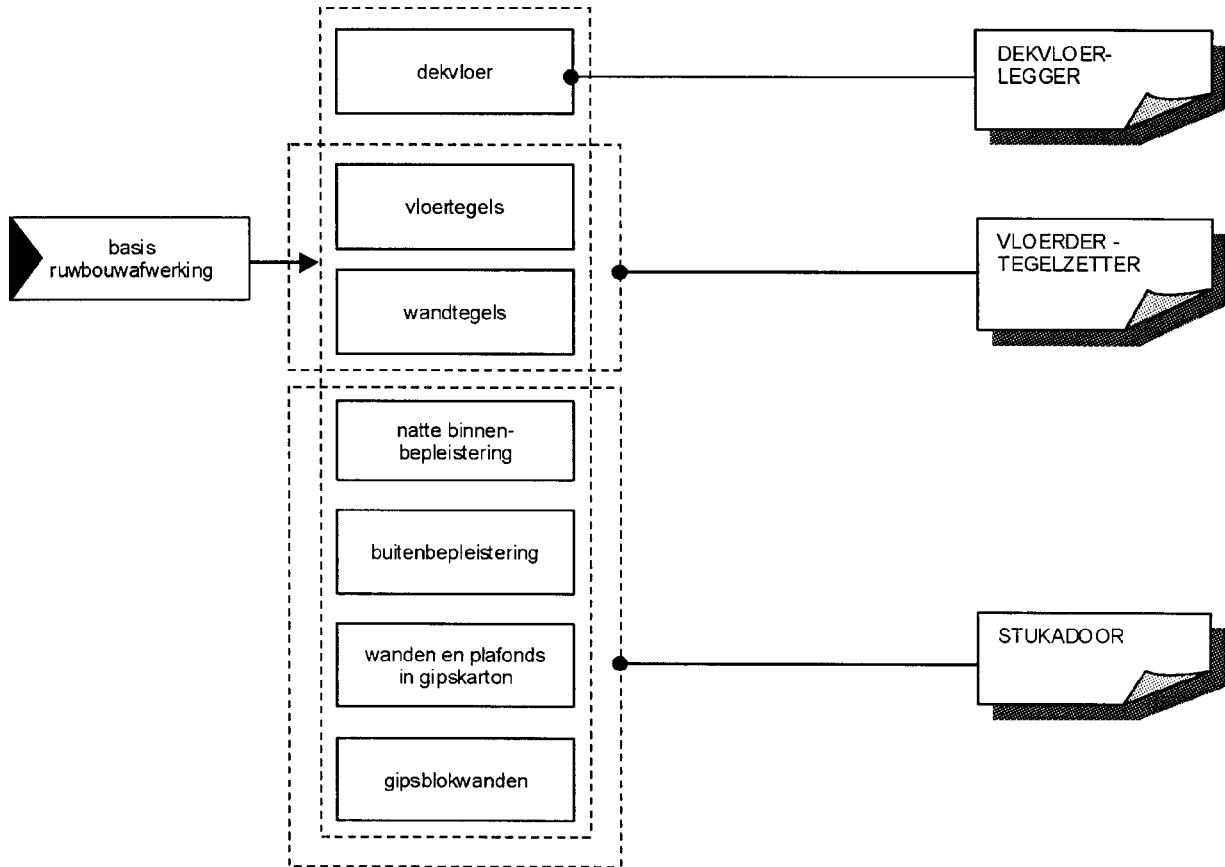 dekvloer
DEKVLOER-
LEGGER
vloertegels
basis
ruwbouwafwerking
VLOERDER -
TEGELZETTER
wandtegels
natte binnen-
bepleistering
buitenbepleistering
wanden en plafonds
in gipskarton
STUKADOOR
gipsblokwanden